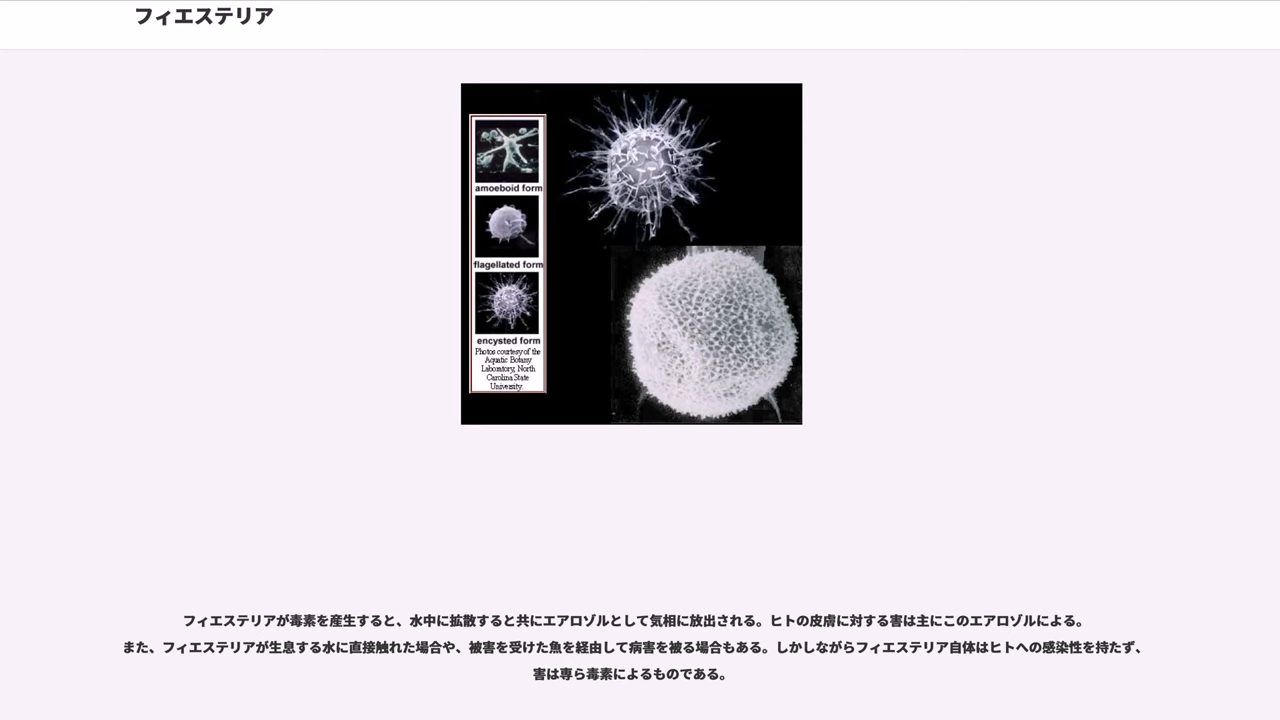 フィエステリア
amoeboid form
flagellated form
encysted form
Photos courtesy of the
Aquatic Botany
Laboratory, North
Carolina State
University.
フィエステリアが毒素を産生すると、水中に拡散すると共にエアロゾルとして気相に放出される。ヒトの皮膚に対する害は主にこのエアロゾルによる。
また、フィエステリアが生息する水に直接触れた場合や、被害を受けた魚を経由して病害を被る場合もある。しかしながらフィエステリア自体はヒトへの感染性を持たず、
害は専ら毒素によるものである。